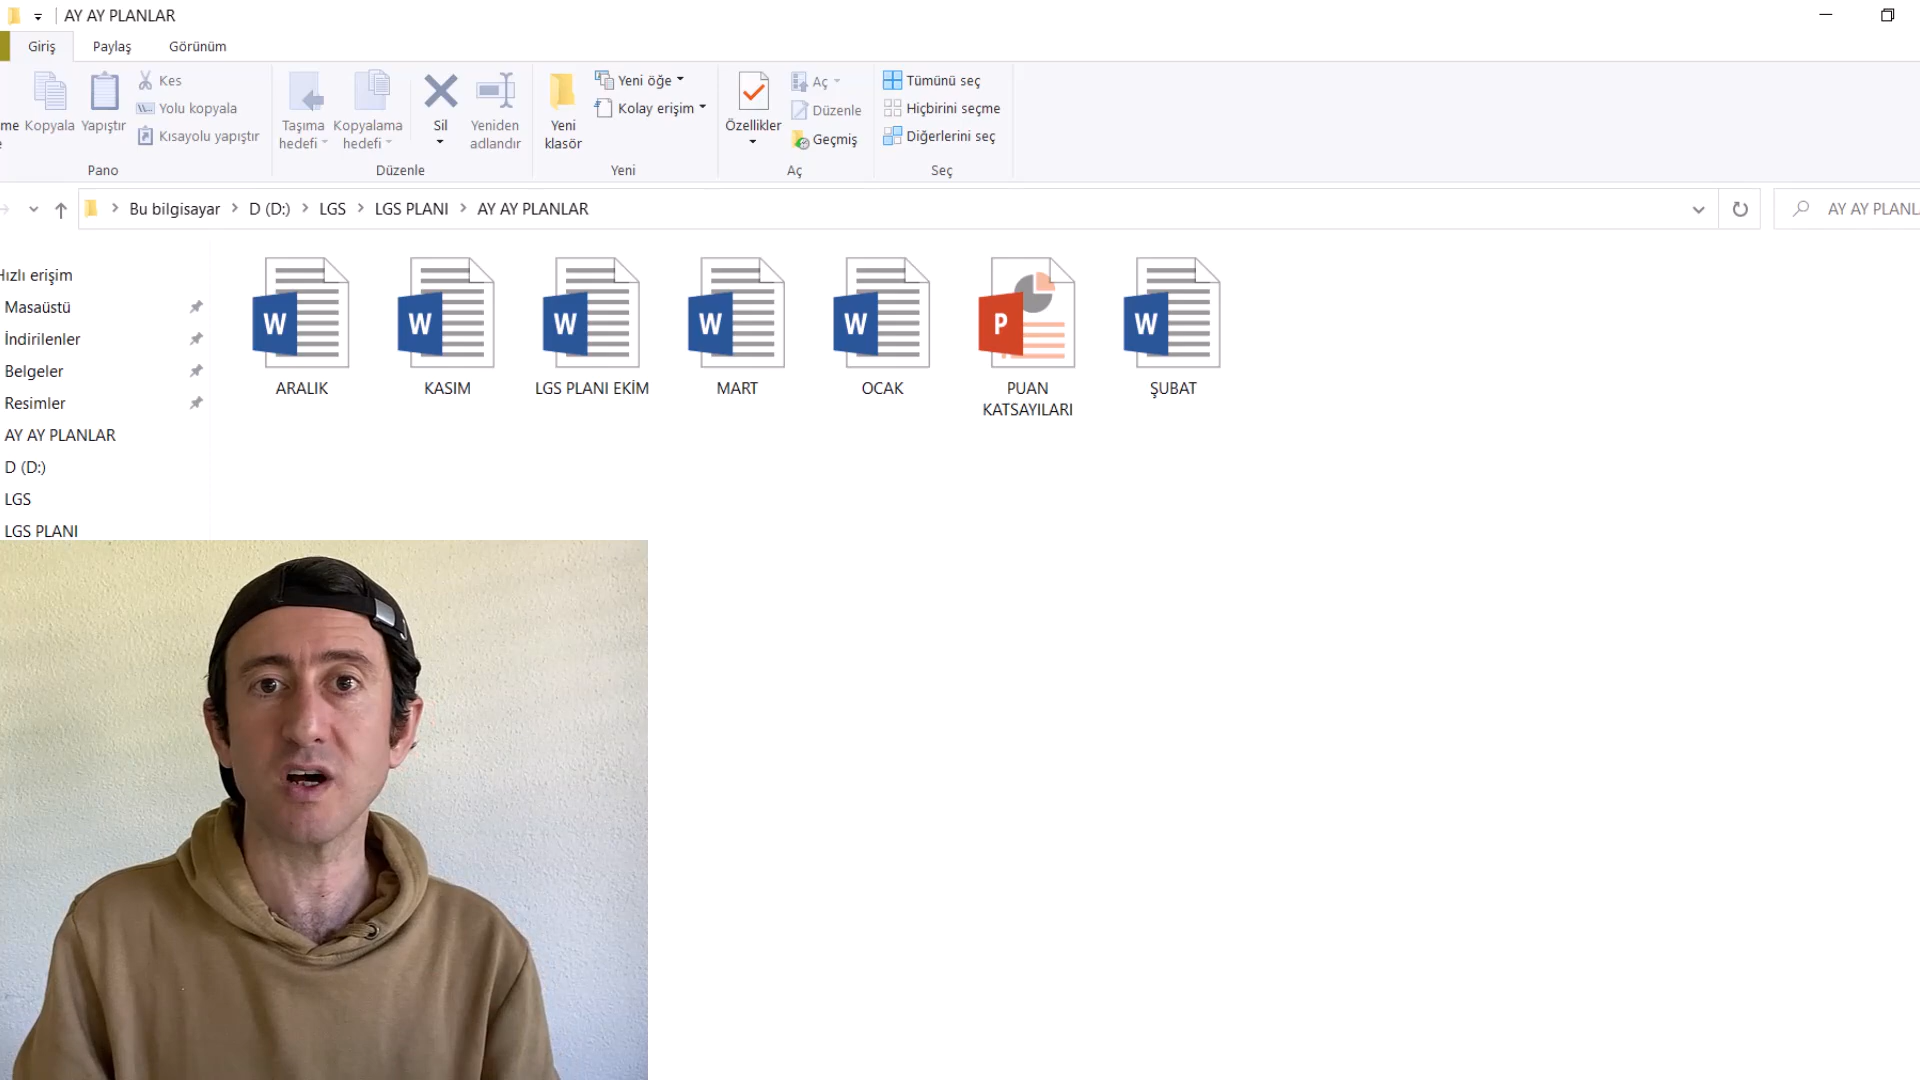 AY AY PLANLAR
Giriş Paylaş Görünüm
Kopyala
Yapıştır
Kes
Yolu kopyala
Kısayolu yapıştır
Pano
Taşıma hedefi
Kopyalama hedefi
Sil
Yeniden adlandır
Düzenle
Yeni klasör
Yeni öğe
Kolay erişim
Yeni
Özellikler
Aç
Düzenle
Geçmiş
Aç
Tümünü seç
Hiçbirini seçme
Diğerlerini seç
Seç
Bu bilgisayar D (D:) LGS LGS PLANI AY AY PLANLAR
AY AY PLANL
Hızlı erişim
Masaüstü
İndirilenler
Belgeler
Resimler
AY AY PLANLAR
D (D:)
LGS
LGS PLANI
W W W W W P W
ARALIK
KASIM
LGS PLANI EKİM
MART
OCAK
PUAN
KATSAYILARI
ŞUBAT